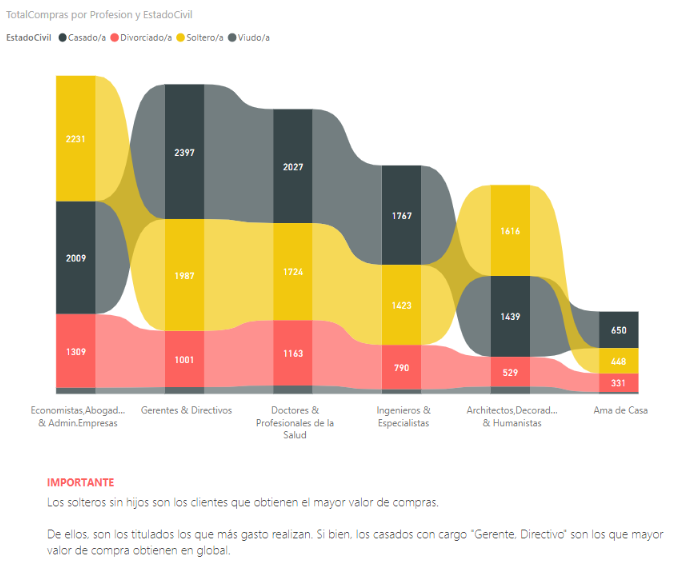 TotalCompras por Profesion y EstadoCivil
EstadoCivil Casado/a Divorciado/a Soltero/a Viudo/a
2231
2009
1309
2397
1987
1001
2027
1724
1163
1767
1423
790
1616
1439
529
650
448
331
Economistas,Abogad...
& Admin.Empresas
Gerentes & Directivos
Doctores &
Profesionales de la
Salud
Ingenieros &
Especialistas
Architectos,Decorad...
& Humanistas
Ama de Casa
IMPORTANTE
Los solteros sin hijos son los clientes que obtienen el mayor valor de compras.
De ellos, son los titulados los que más gasto realizan. Si bien, los casados con cargo "Gerente, Directivo" son los que mayor
valor de compra obtienen en global.